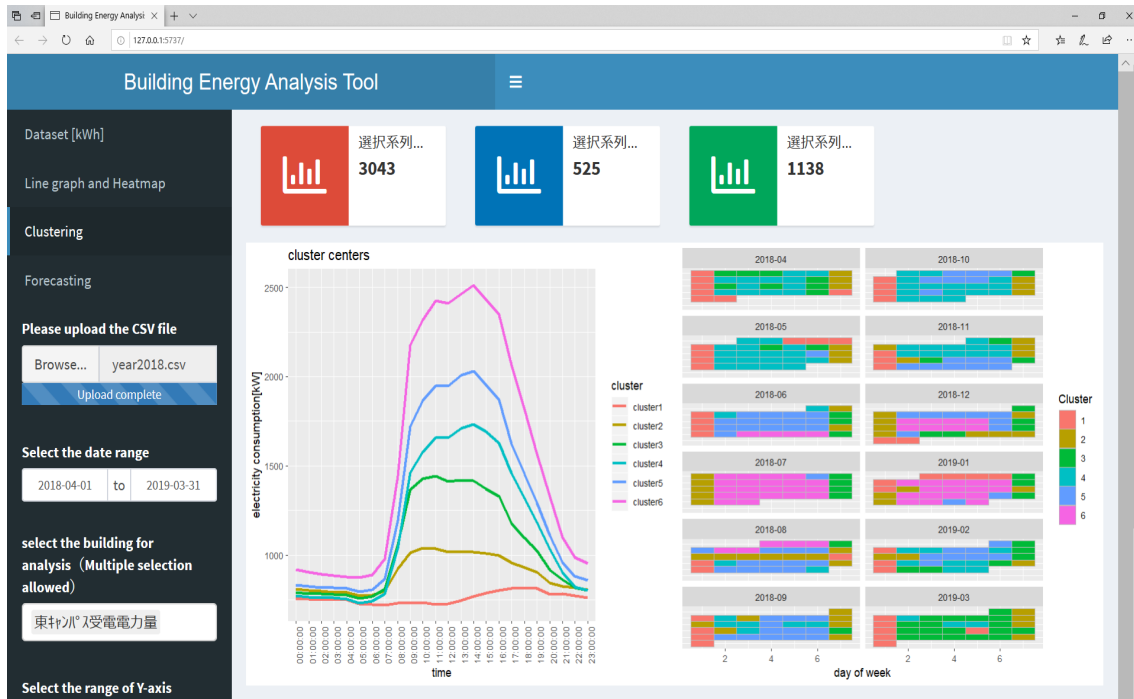 Building Energy Analysi
127.0.0.1:5737/
Building Energy Analysis Tool
Dataset [kWh]
Line graph and Heatmap
Clustering
Forecasting
Please upload the CSV file
Browse...
year2018.csv
Upload complete
Select the date range
2018-04-01
to
2019-03-31
select the building for
analysis（Multiple selection
allowed）
東キャンパス受電電力量
Select the range of Y-axis
選択系列...
3043
選択系列...
525
選択系列...
1138
cluster centers
electricity consumption[kW]
2500
2000
1500
1000
00:00:00
01:00:00
02:00:00
03:00:00
04:00:00
05:00:00
06:00:00
07:00:00
08:00:00
09:00:00
10:00:00
11:00:00
12:00:00
13:00:00
14:00:00
15:00:00
16:00:00
17:00:00
18:00:00
19:00:00
20:00:00
21:00:00
22:00:00
23:00:00
time
cluster
cluster1
cluster2
cluster3
cluster4
cluster5
cluster6
2018-04
2018-10
2018-05
2018-11
2018-06
2018-12
2018-07
2019-01
2018-08
2019-02
2018-09
2019-03
2 4 6
2 4 6
day of week
Cluster
1
2
3
4
5
6